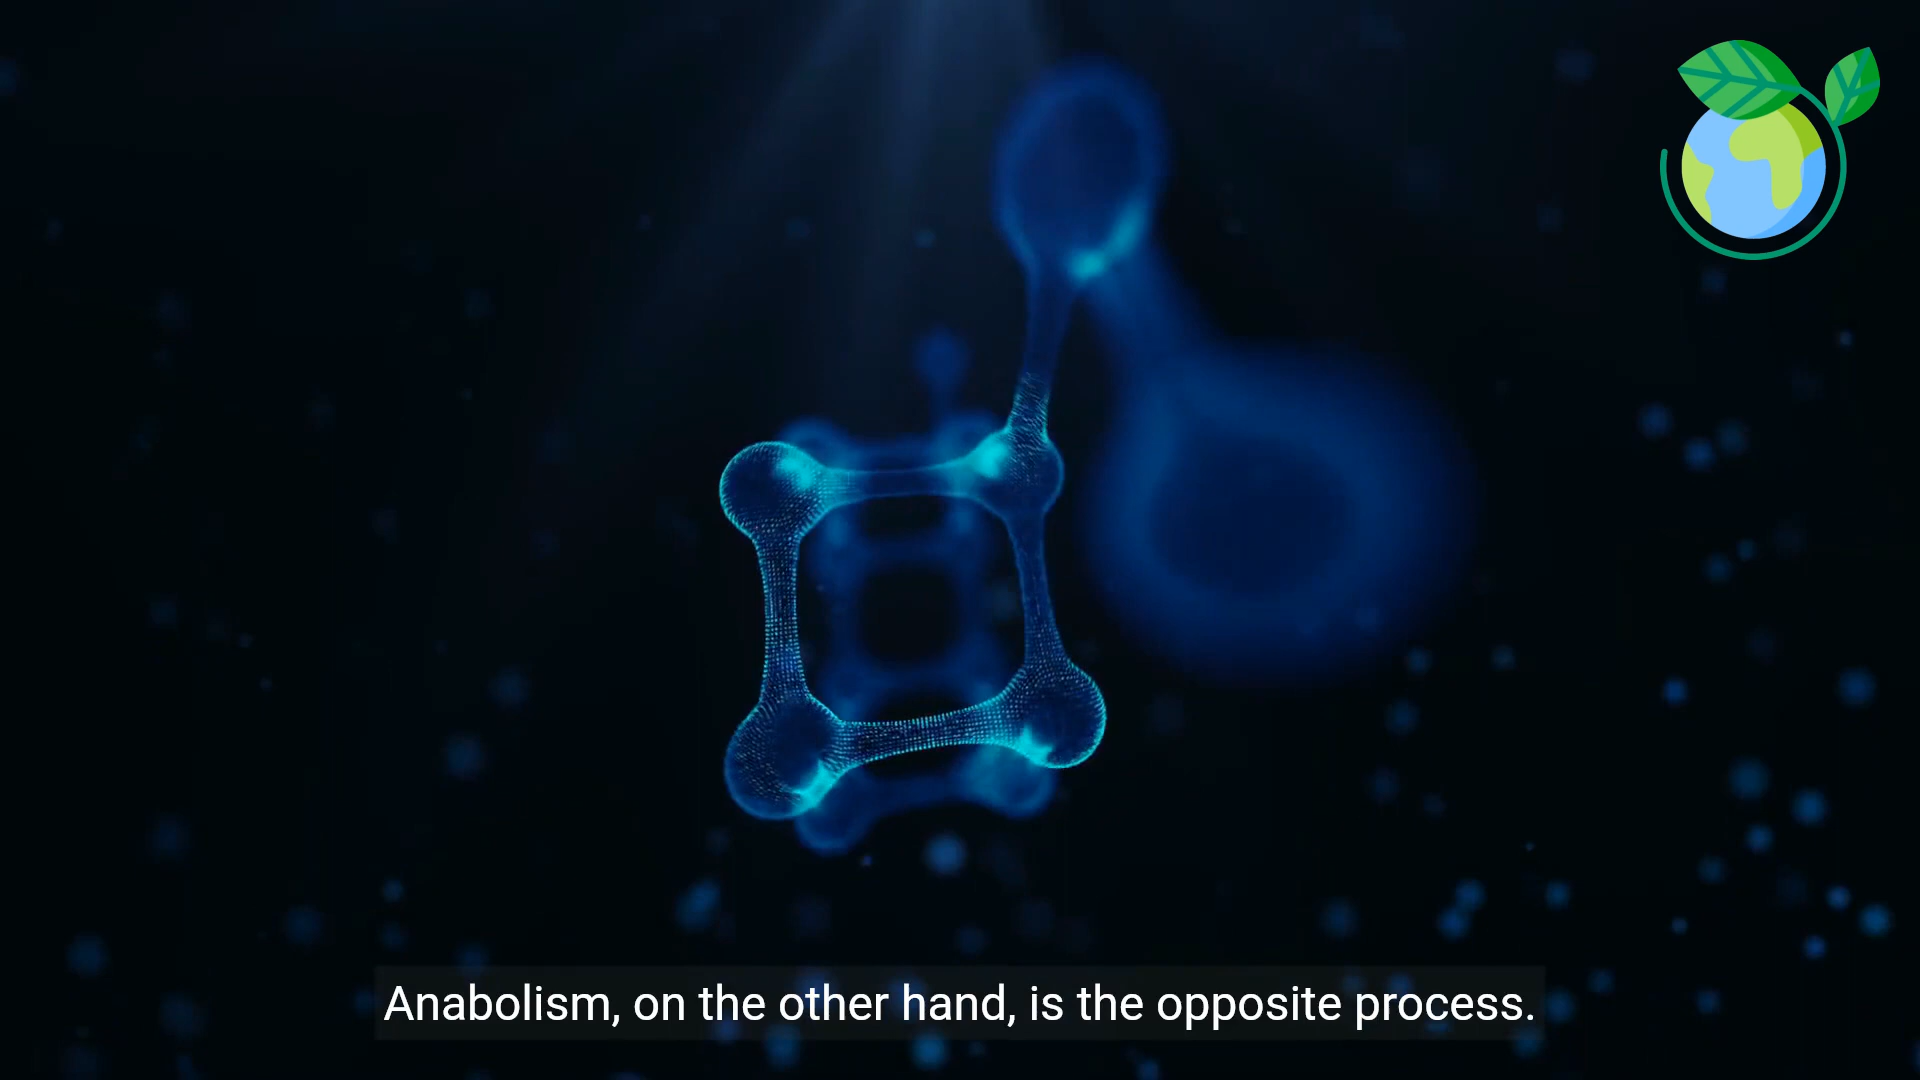 Anabolism, on the other hand, is the opposite process.